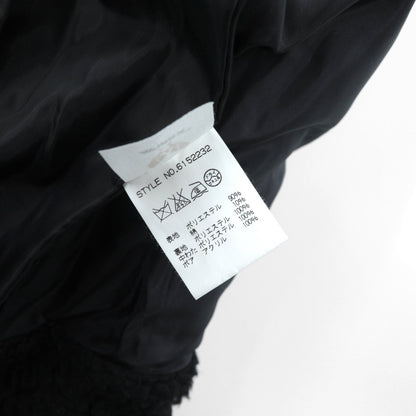 STYLE NO.6152232
表地 ポリエステル 90%
綿 10%
裏地 ポリエステル 100%
中わた ポリエステル 100%
ボア アクリル 100%